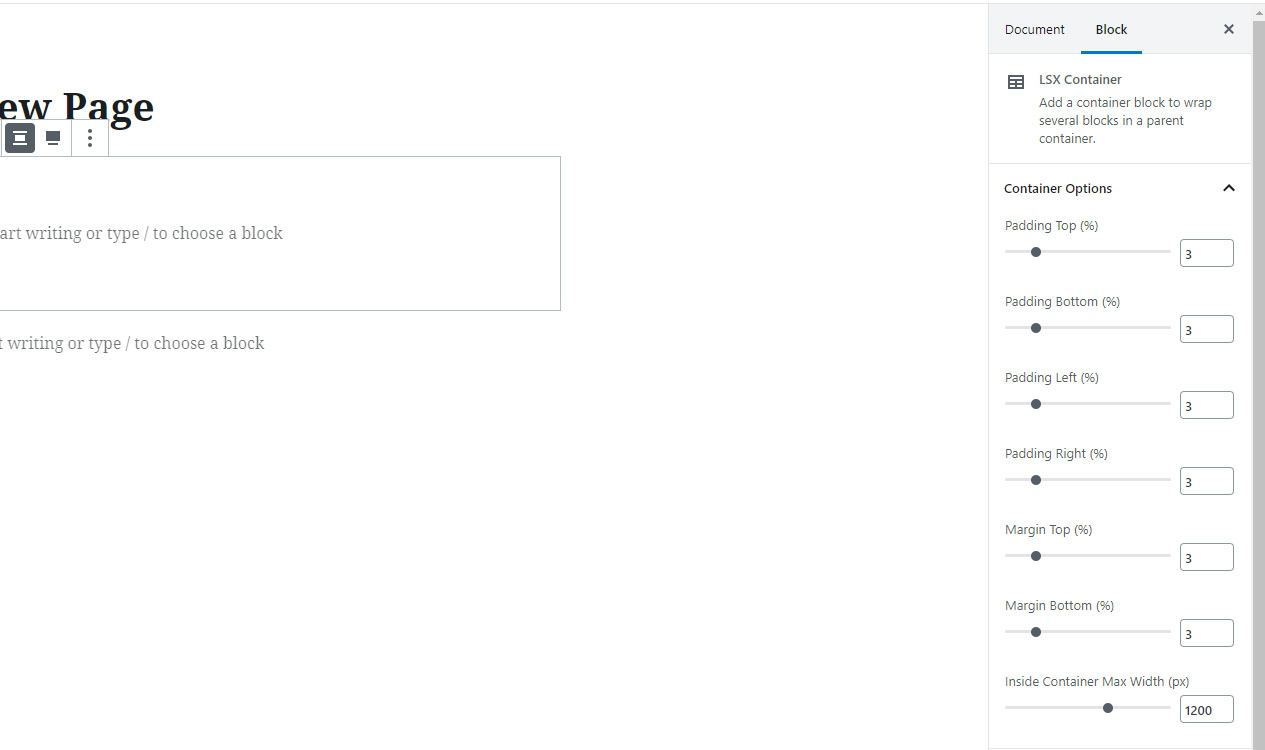 Document Block
ew Page
LSX Container
Add a container block to wrap
several blocks in a parent
container.
art writing or type / to choose a block
t writing or type / to choose a block
Container Options
Padding Top (%)
3
Padding Bottom (%)
3
Padding Left (%)
3
Padding Right (%)
3
Margin Top (%)
3
Margin Bottom (%)
3
Inside Container Max Width (px)
1200